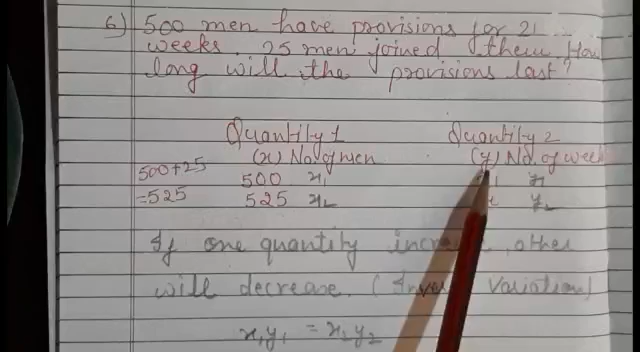 6) 500 men have provisions for 21
weeks. 25 men joined them. How
long will the provisions last?
Quantity 1 Quantity 2
500+25 (x) No. of men (y) No. of week
=525 500 x₁ y₁
525 x₂ y₂
If one quantity other
will decrease. ( Variation)
x₁y₁ = x₂y₂